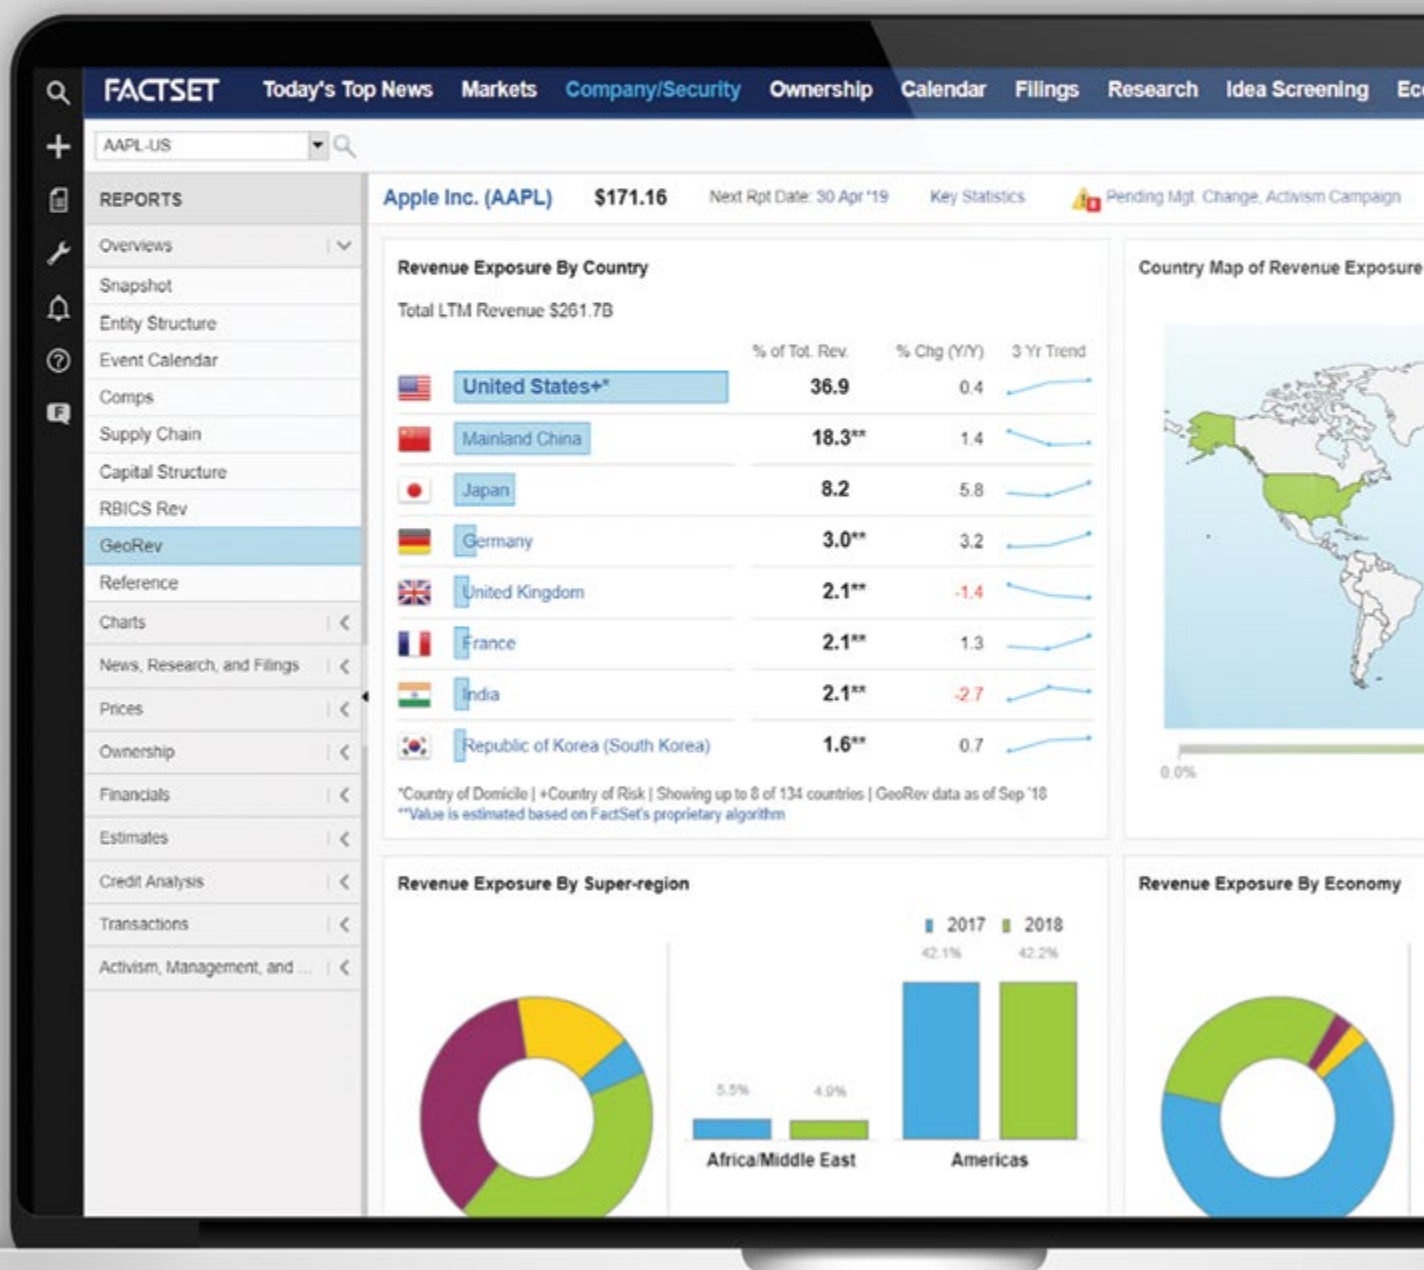 FACTSET Today's Top News Markets Company/Security Ownership Calendar Filings Research Idea Screening Ec
AAPL-US
REPORTS
Overviews
Snapshot
Entity Structure
Event Calendar
Comps
Supply Chain
Capital Structure
RBICS Rev
GeoRev
Reference
Charts
News, Research, and Filings
Prices
Ownership
Financials
Estimates
Credit Analysis
Transactions
Activism, Management, and ...
Apple Inc. (AAPL) $171.16 Next Rpt Date: 30 Apr '19 Key Statistics Pending Mgt. Change, Activism Campaign
Revenue Exposure By Country
Total LTM Revenue $261.7B
% of Tot. Rev. % Chg (Y/Y) 3 Yr Trend
United States+* 36.9 0.4
Mainland China 18.3** 1.4
Japan 8.2 5.8
Germany 3.0** 3.2
United Kingdom 2.1** -1.4
France 2.1** 1.3
India 2.1** -2.7
Republic of Korea (South Korea) 1.6** 0.7
*Country of Domicile | +Country of Risk | Showing up to 8 of 134 countries | GeoRev data as of Sep '18
**Value is estimated based on FactSet's proprietary algorithm
Country Map of Revenue Exposure
0.0%
Revenue Exposure By Super-region
2017 2018
42.1% 42.2%
5.5% 4.9%
Africa/Middle East Americas
Revenue Exposure By Economy